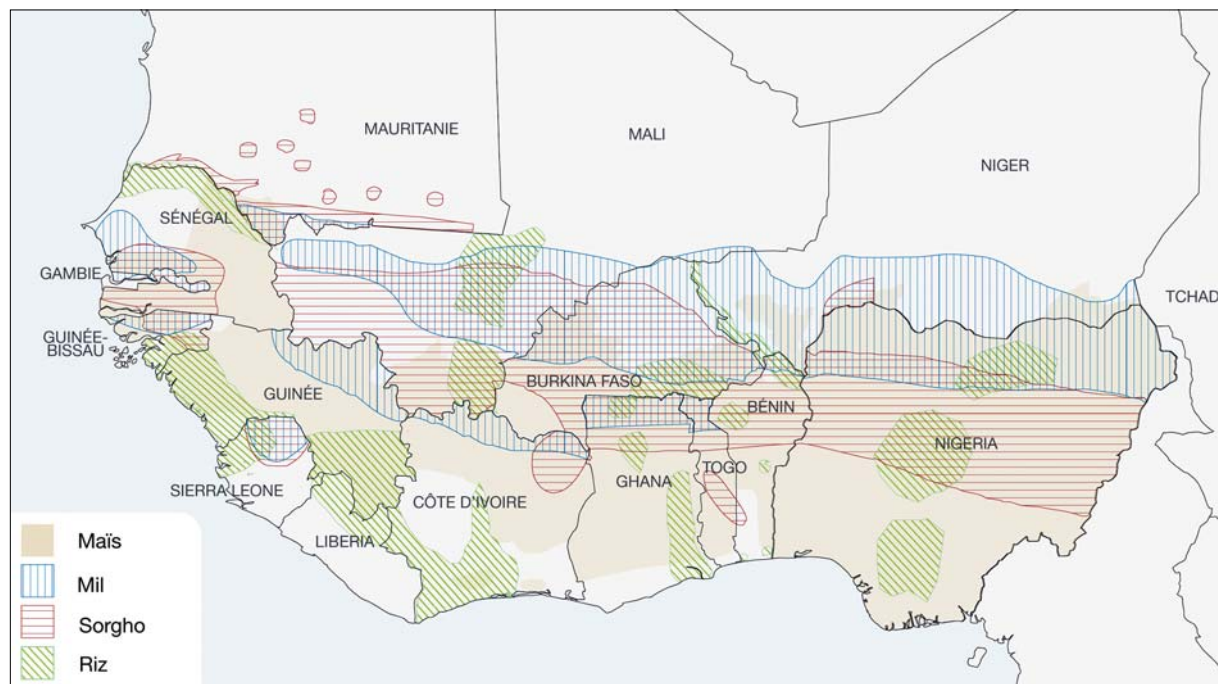 MAURITANIE
MALI
NIGER
SÉNÉGAL
GAMBIE
TCHAD
GUINÉE-
BISSAU
GUINÉE
BURKINA FASO
BÉNIN
NIGERIA
SIERRA LEONE
CÔTE D'IVOIRE
GHANA
TOGO
LIBERIA
Maïs
Mil
Sorgho
Riz